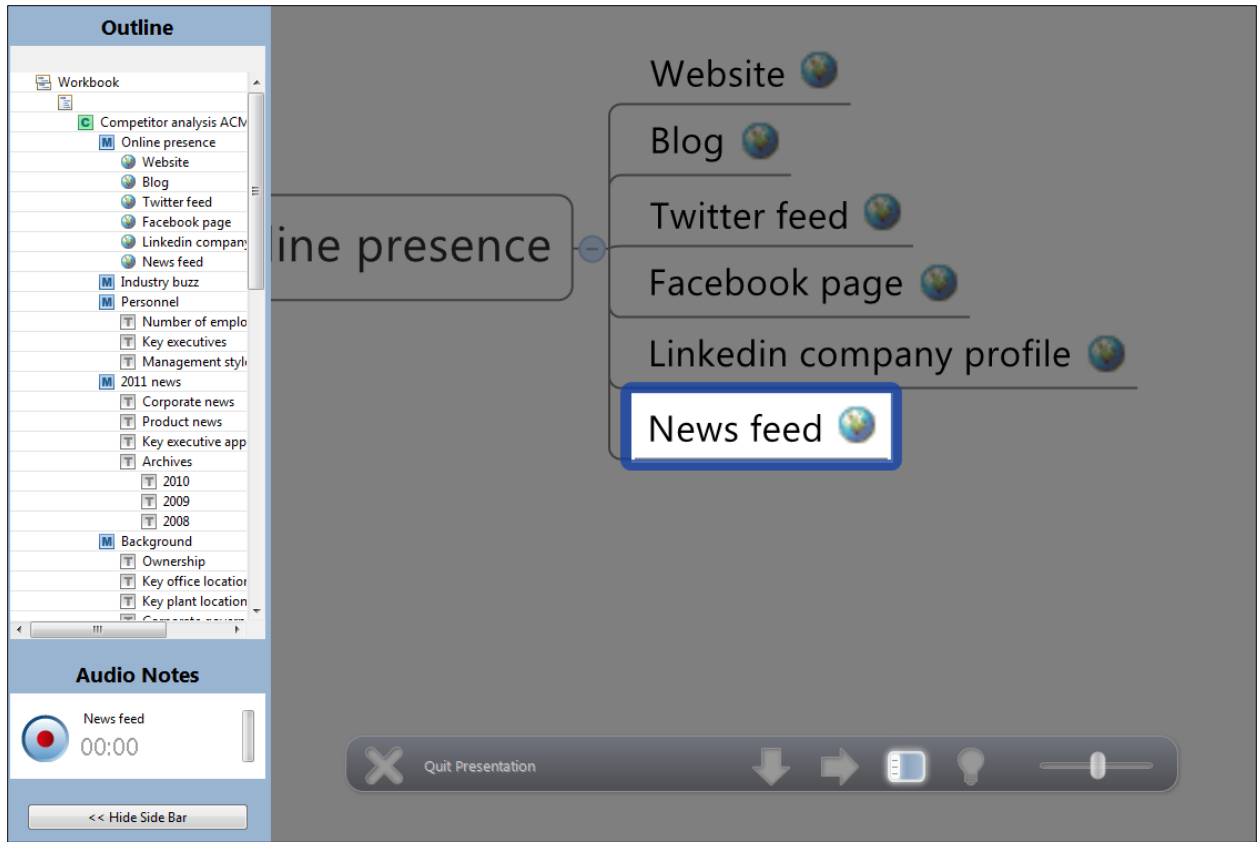 Outline
Workbook
C Competitor analysis ACM
M Online presence
Website
Blog
Twitter feed
Facebook page
Linkedin company
News feed
M Industry buzz
M Personnel
T Number of emplo
T Key executives
T Management style
M 2011 news
T Corporate news
T Product news
T Key executive app
T Archives
T 2010
T 2009
T 2008
M Background
T Ownership
T Key office location
T Key plant location
Audio Notes
News feed
00:00
<< Hide Side Bar
line presence
Website
Blog
Twitter feed
Facebook page
Linkedin company profile
News feed
Quit Presentation